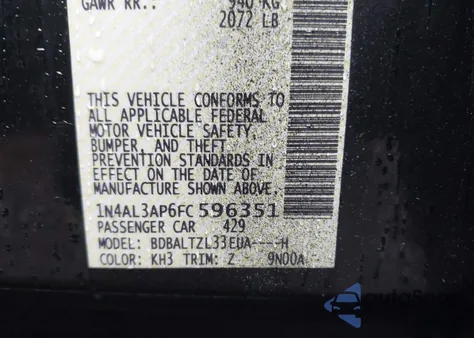 GAWR RR.: 940 KG
2072 LB
THIS VEHICLE CONFORMS TO
ALL APPLICABLE FEDERAL
MOTOR VEHICLE SAFETY,
BUMPER, AND THEFT
PREVENTION STANDARDS IN
EFFECT ON THE DATE OF
MANUFACTURE SHOWN ABOVE.
1N4AL3AP6FC596351
PASSENGER CAR 429
MODEL: BDBALTZL33EUA----H
COLOR: KH3 TRIM: Z 9N00A